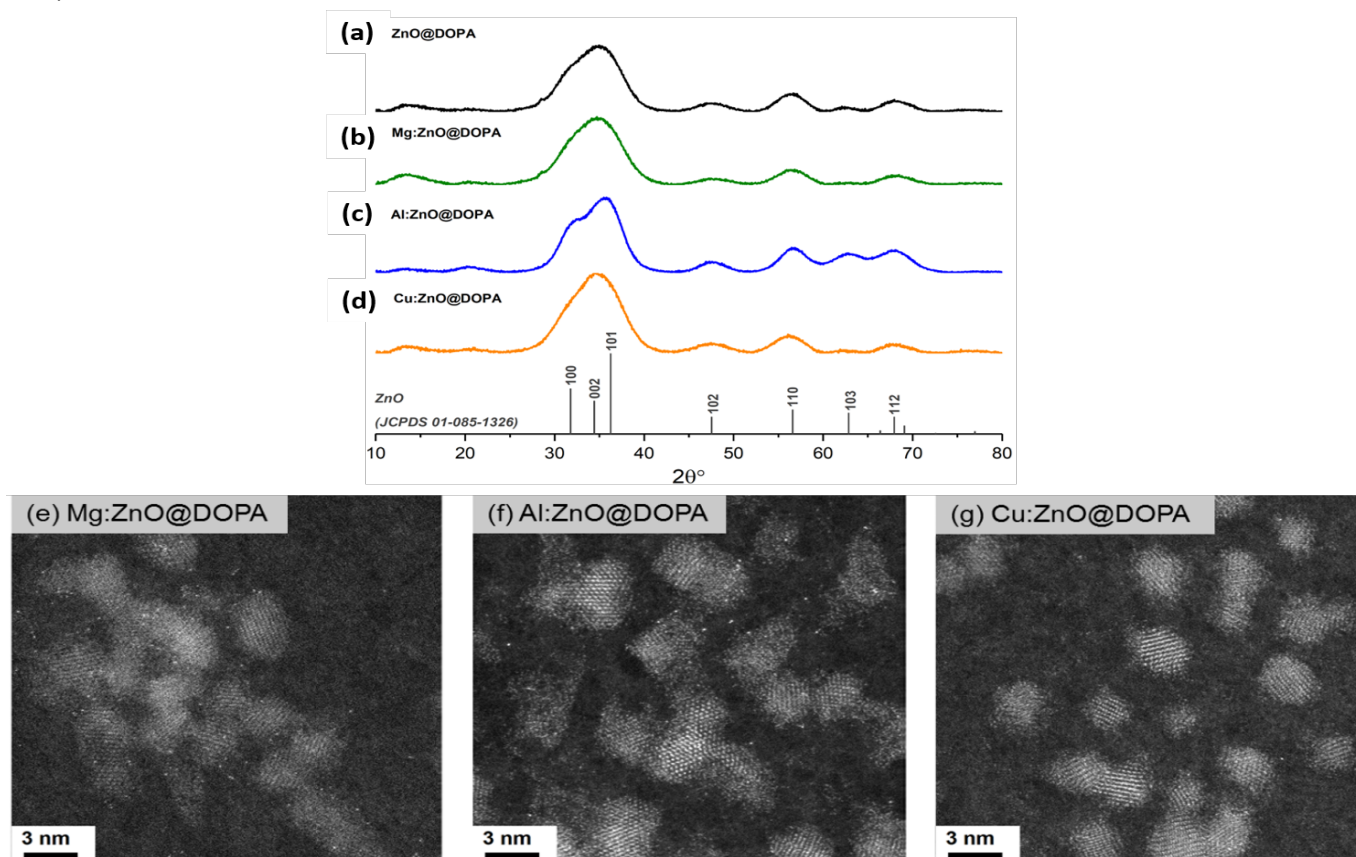 (a) ZnO@DOPA
(b) Mg:ZnO@DOPA
(c) Al:ZnO@DOPA
(d) Cu:ZnO@DOPA
100
002
101
102
110
103
112
ZnO
(JCPDS 01-085-1326)
10 20 30 40 50 60 70 80
2θ°
(e) Mg:ZnO@DOPA
(f) Al:ZnO@DOPA
(g) Cu:ZnO@DOPA
3 nm
3 nm
3 nm